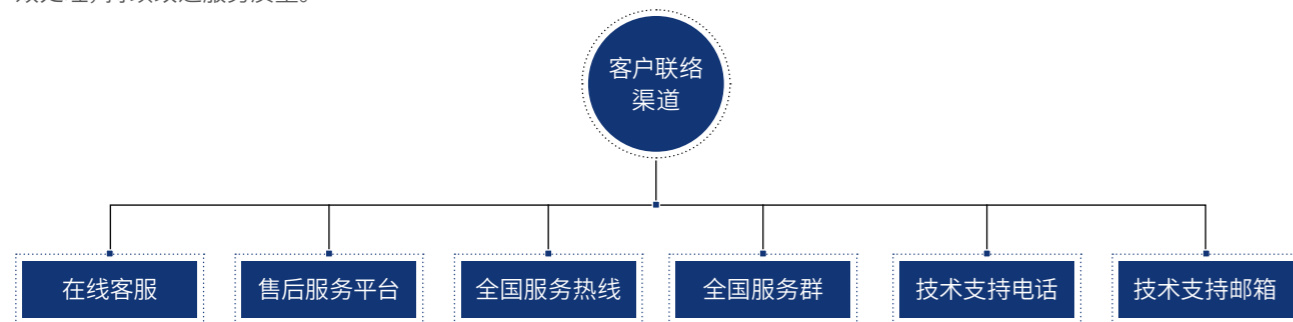 客户联络
渠道
在线客服
售后服务平台
全国服务热线
全国服务群
技术支持电话
技术支持邮箱